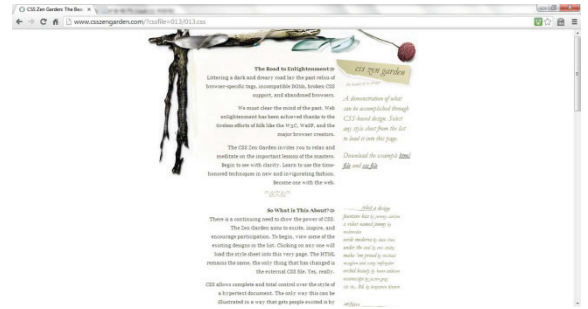 CSS Zen Garden: The Bea
www.csszengarden.com/?cssfile=013/013.css
The Road to Enlightenment
Littering a dark and dreary road lay the past relics of
browser-specific tags, incompatible DOMs, broken CSS
support, and abandoned browsers.
We must clear the mind of the past. Web
enlightenment has been achieved thanks to the
tireless efforts of folk like the W3C, WaSP, and the
major browser creators.
The CSS Zen Garden invites you to relax and
meditate on the important lessons of the masters.
Begin to see with clarity. Learn to use the time-
honored techniques in new and invigorating fashion.
Become one with the web.
So What is This About?
There is a continuing need to show the power of CSS.
The Zen Garden aims to excite, inspire, and
encourage participation. To begin, view some of the
existing designs in the list. Clicking on any one will
load the style sheet into this very page. The HTML
remains the same, the only thing that has changed is
the external CSS file. Yes, really.
CSS allows complete and total control over the style of
a hypertext document. The only way this can be
illustrated in a way that gets people excited is by
css zen garden
A demonstration of what
can be accomplished through
CSS-based design. Select
any style sheet from the list
to load it into this page.
Download the example html
file and css file
select a design
under the sea! by
orchid beauty by
archives